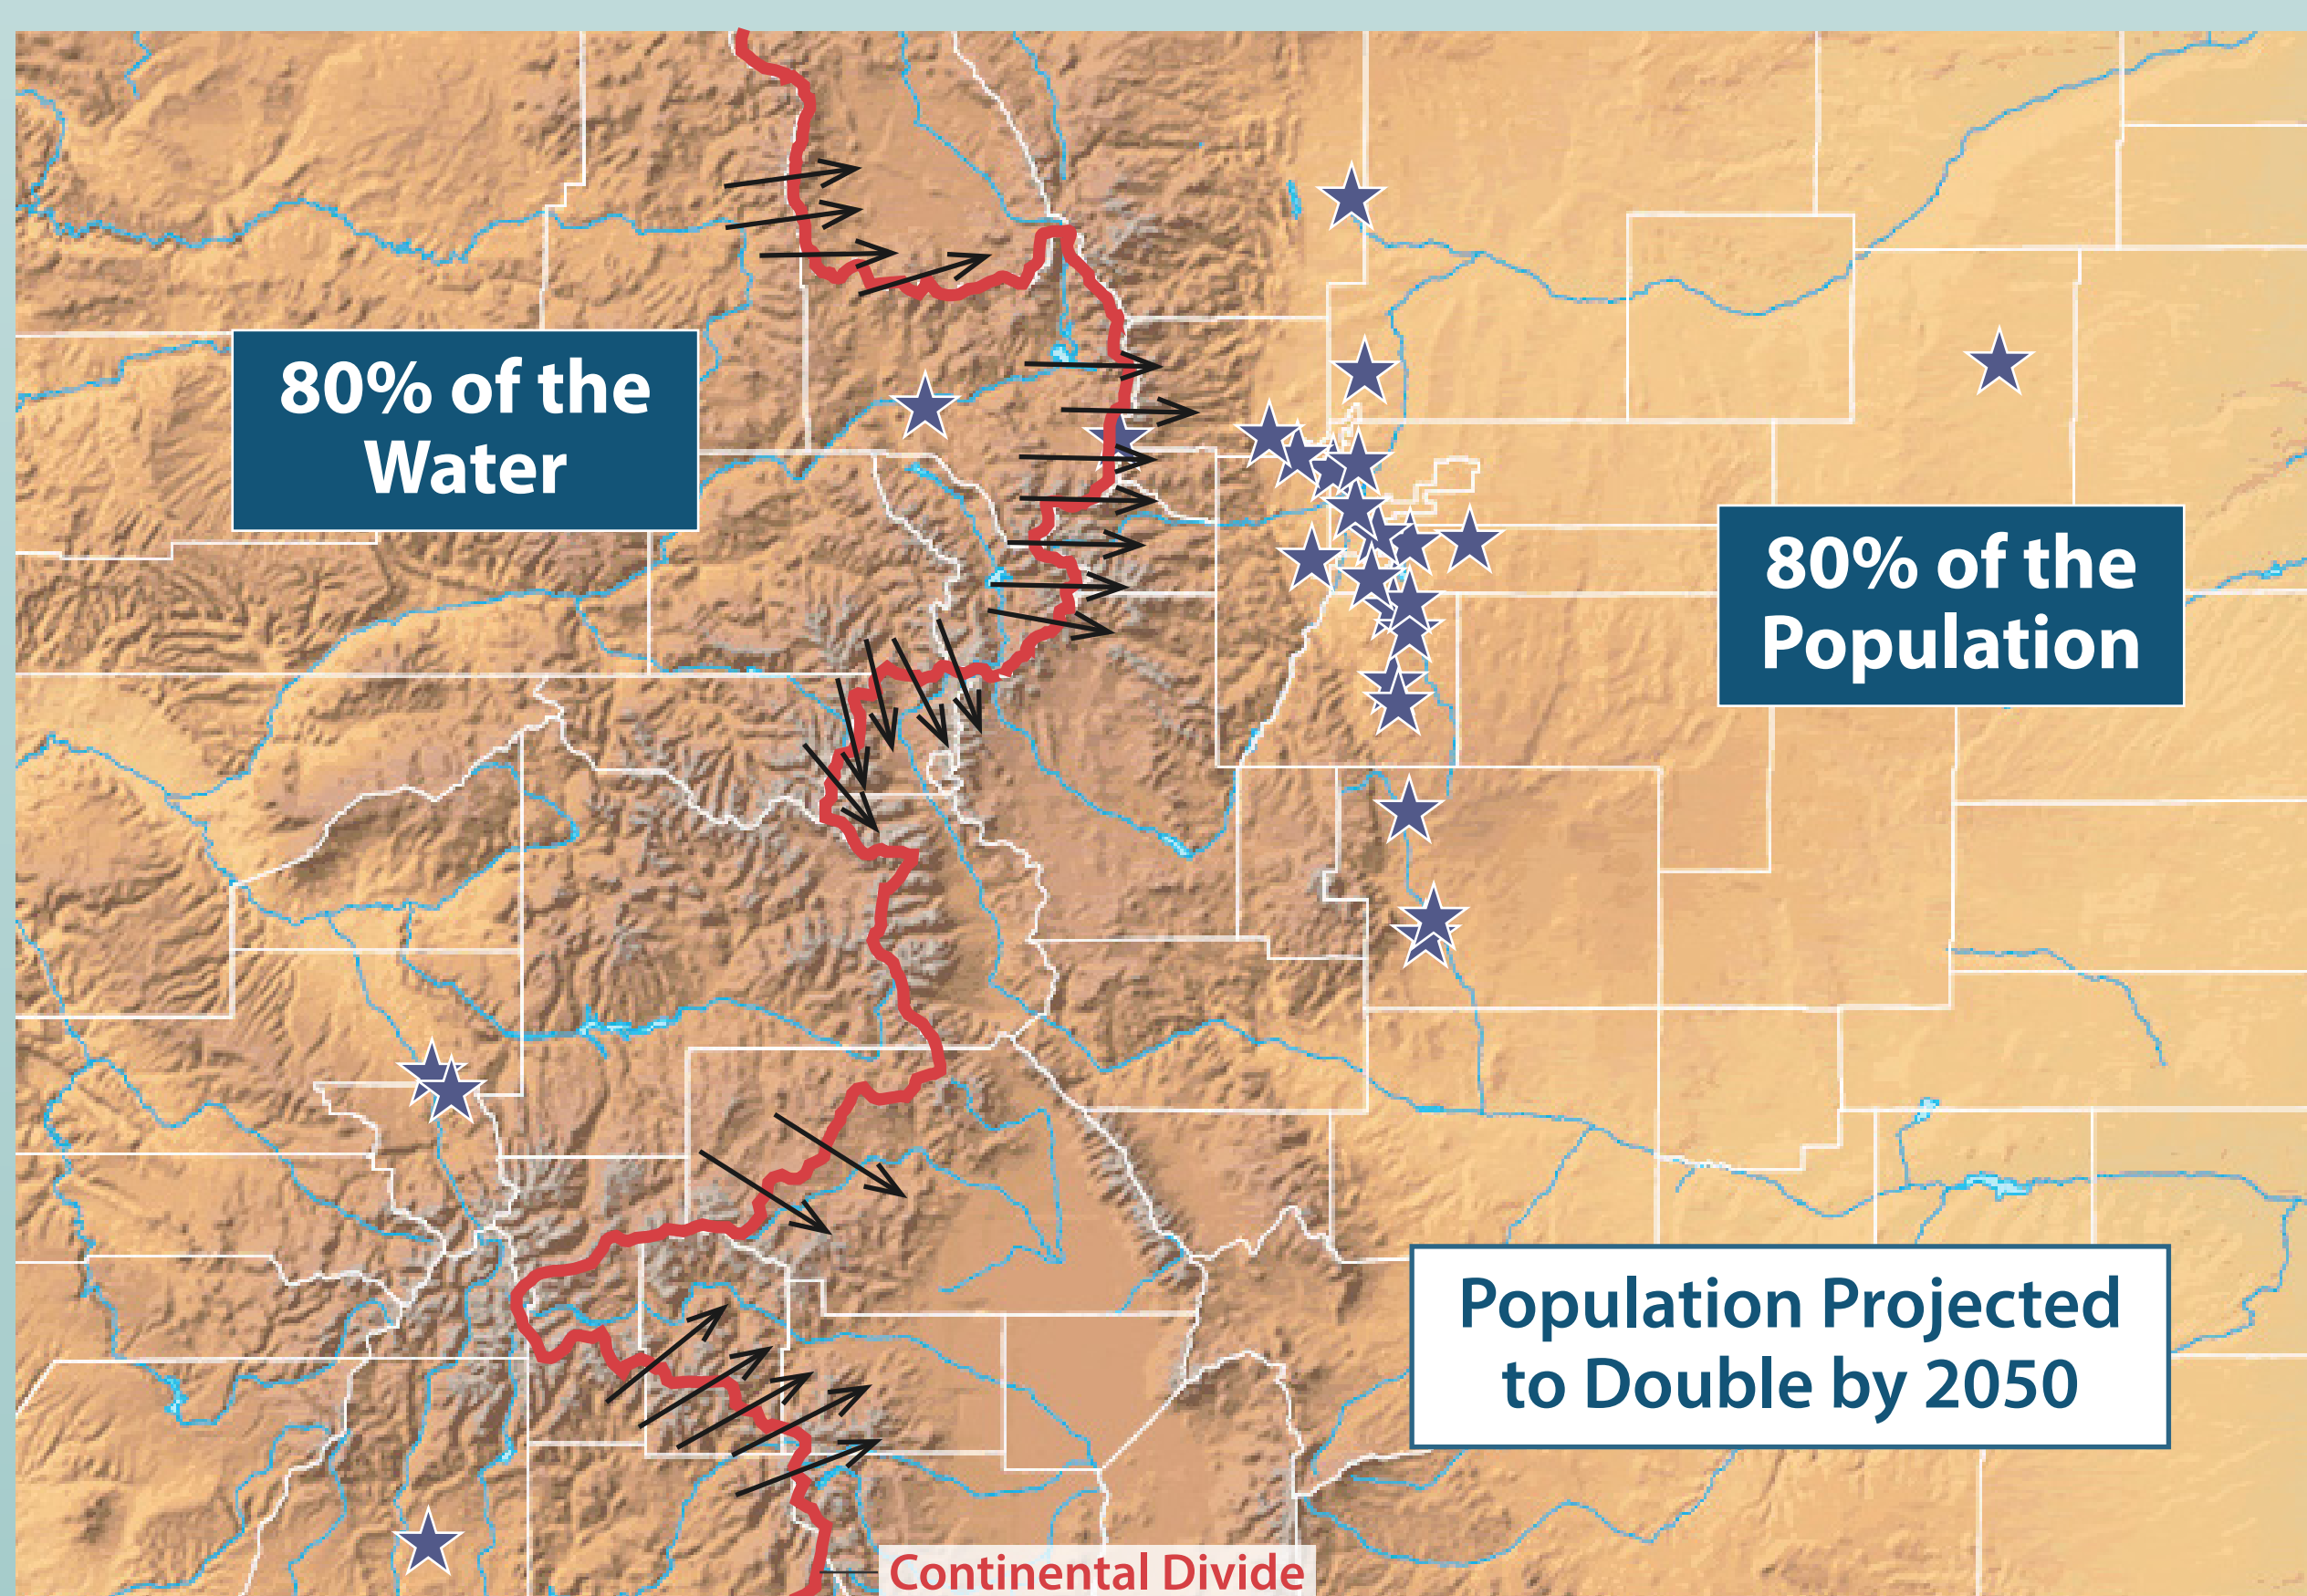 80% of the
Water
80% of the
Population
Population Projected
to Double by 2050
Continental Divide